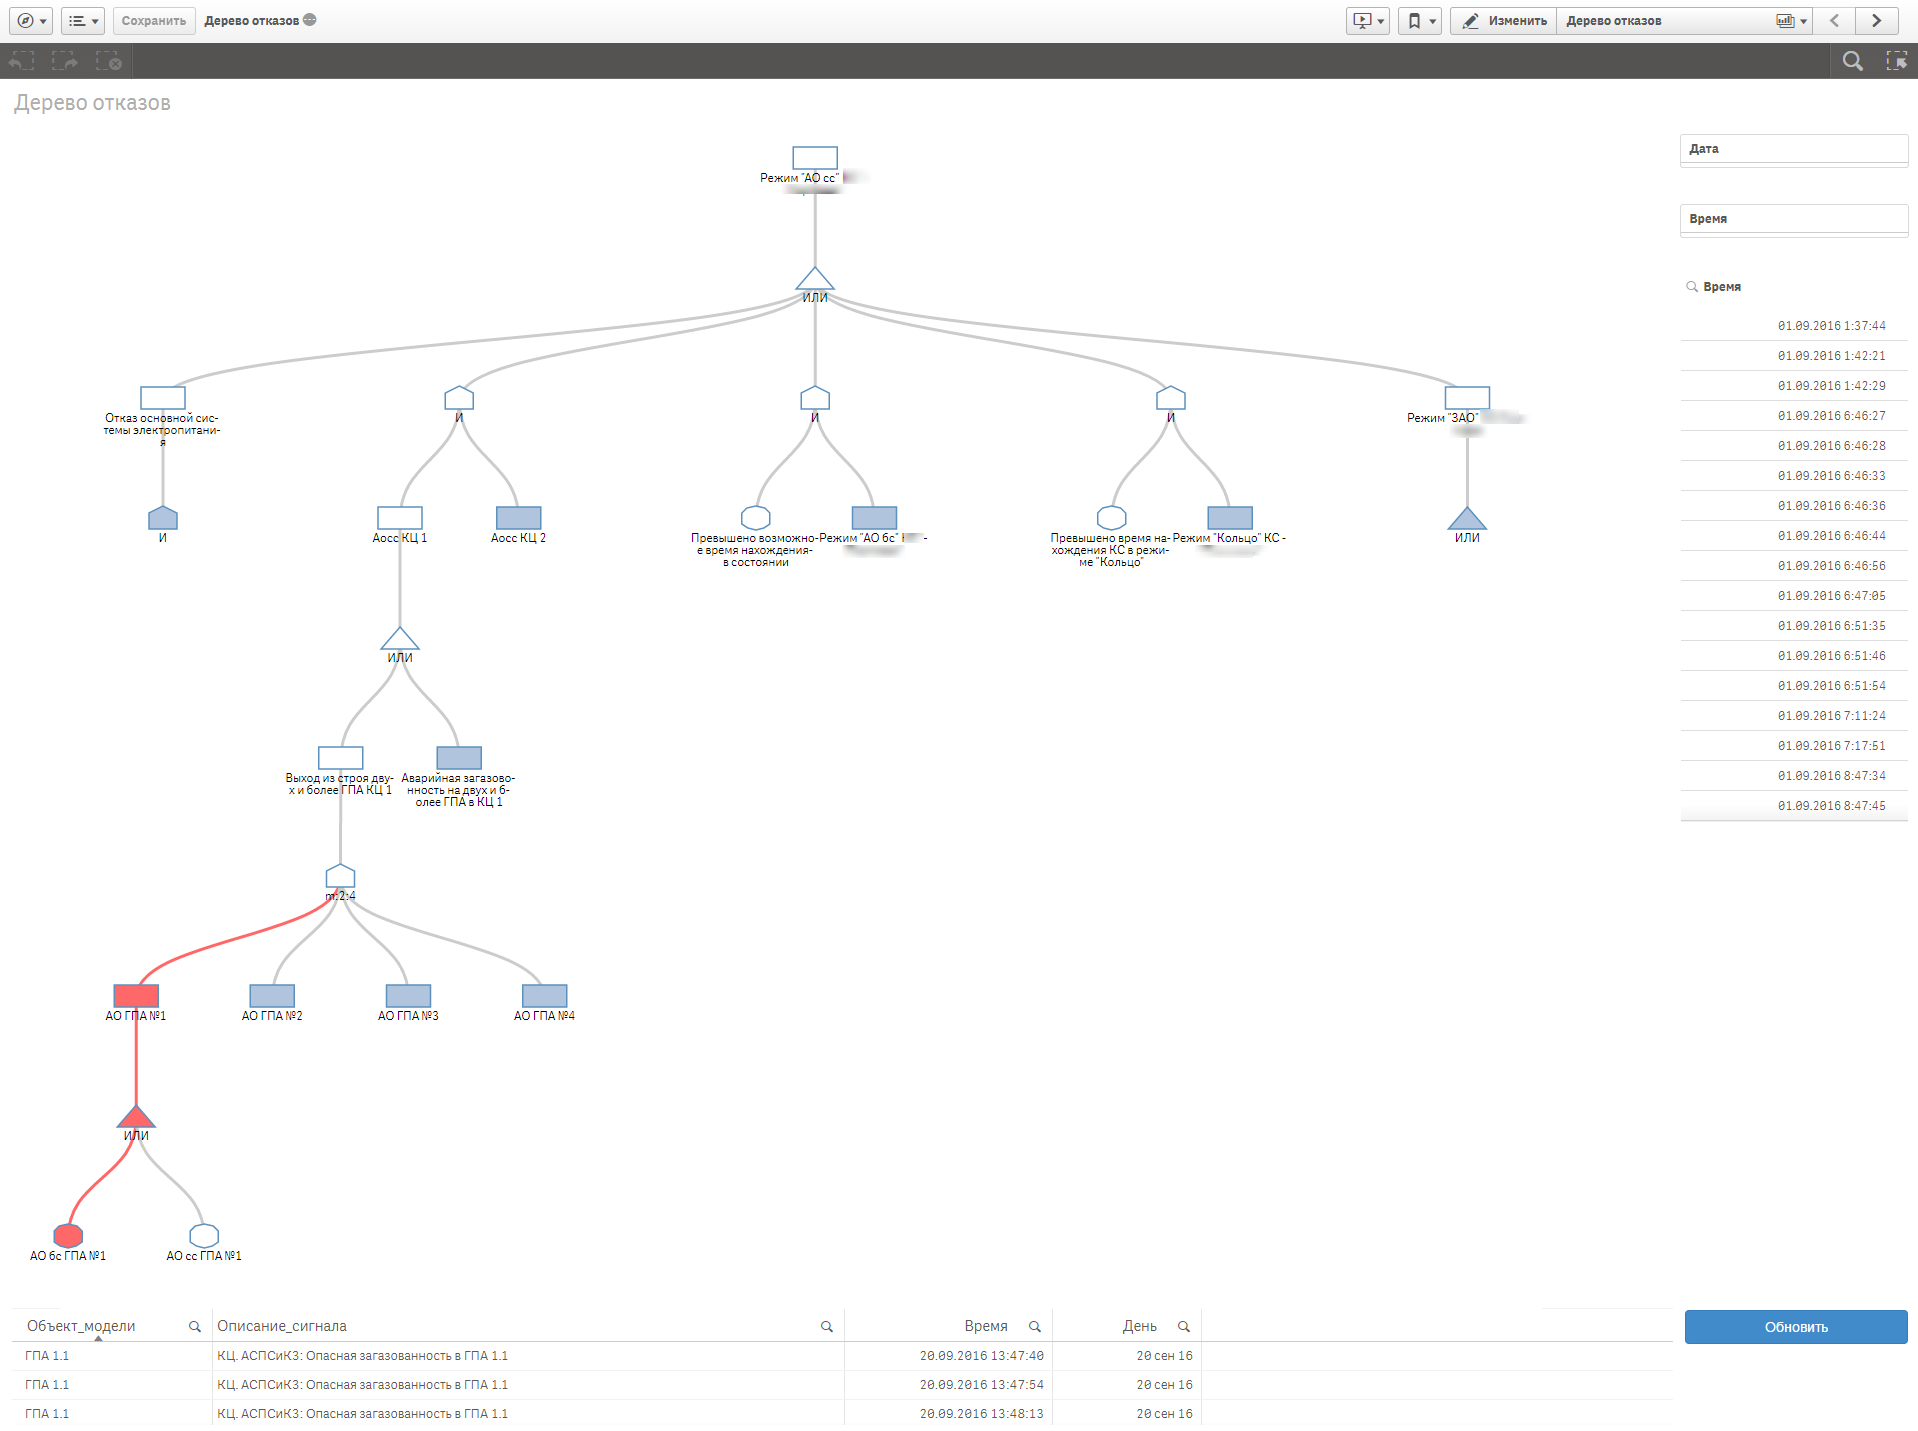 Сохранить Дерево отказов
Изменить Дерево отказов
Дерево отказов
Режим "АО сс"
ИЛИ
Отказ основной сис-
темы электропитани-
я
И
И
И
Режим "ЗАО"
И
Аосс КЦ 1
Аосс КЦ 2
Превышено возможно-
е время нахождения-
в состоянии
Режим "АО бс"
Превышено время на-
хождения КС в режи-
ме "Кольцо"
Режим "Кольцо" КС -
ИЛИ
ИЛИ
Выход из строя дву-
х и более ГПА КЦ 1
Аварийная загазово-
нность на двух и б-
олее ГПА в КЦ 1
m:2:4
АО ГПА №1
АО ГПА №2
АО ГПА №3
АО ГПА №4
ИЛИ
АО бс ГПА №1
АО сс ГПА №1
Дата
Время
Время
01.09.2016 1:37:44
01.09.2016 1:42:21
01.09.2016 1:42:29
01.09.2016 6:46:27
01.09.2016 6:46:28
01.09.2016 6:46:33
01.09.2016 6:46:36
01.09.2016 6:46:44
01.09.2016 6:46:56
01.09.2016 6:47:05
01.09.2016 6:51:35
01.09.2016 6:51:46
01.09.2016 6:51:54
01.09.2016 7:11:24
01.09.2016 7:17:51
01.09.2016 8:47:34
01.09.2016 8:47:45
Объект_модели Описание_сигнала Время День
ГПА 1.1 КЦ. АСПСиКЗ: Опасная загазованность в ГПА 1.1 20.09.2016 13:47:40 20 сен 16
ГПА 1.1 КЦ. АСПСиКЗ: Опасная загазованность в ГПА 1.1 20.09.2016 13:47:54 20 сен 16
ГПА 1.1 КЦ. АСПСиКЗ: Опасная загазованность в ГПА 1.1 20.09.2016 13:48:13 20 сен 16
Обновить